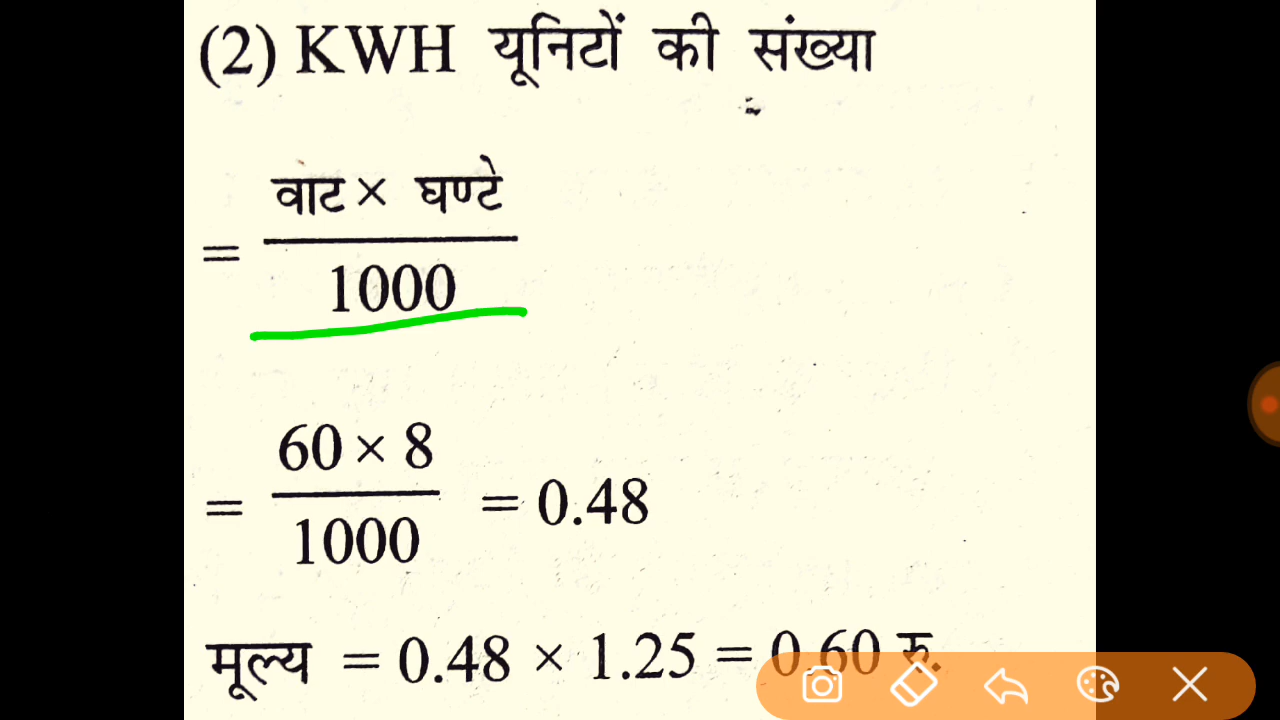 (2) KWH यूनिटों की संख्या
= वाट × घण्टे / 1000
= 60 × 8 / 1000 = 0.48
मूल्य = 0.48 × 1.25 = 0.60 रु.